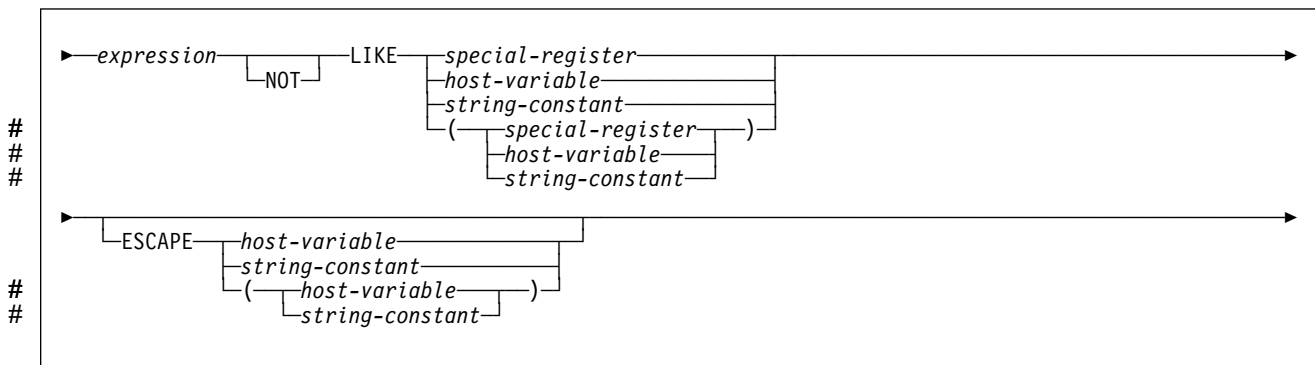 expression NOT LIKE special-register
host-variable
string-constant
# ( special-register )
# host-variable
# string-constant
ESCAPE host-variable
string-constant
# ( host-variable )
# string-constant